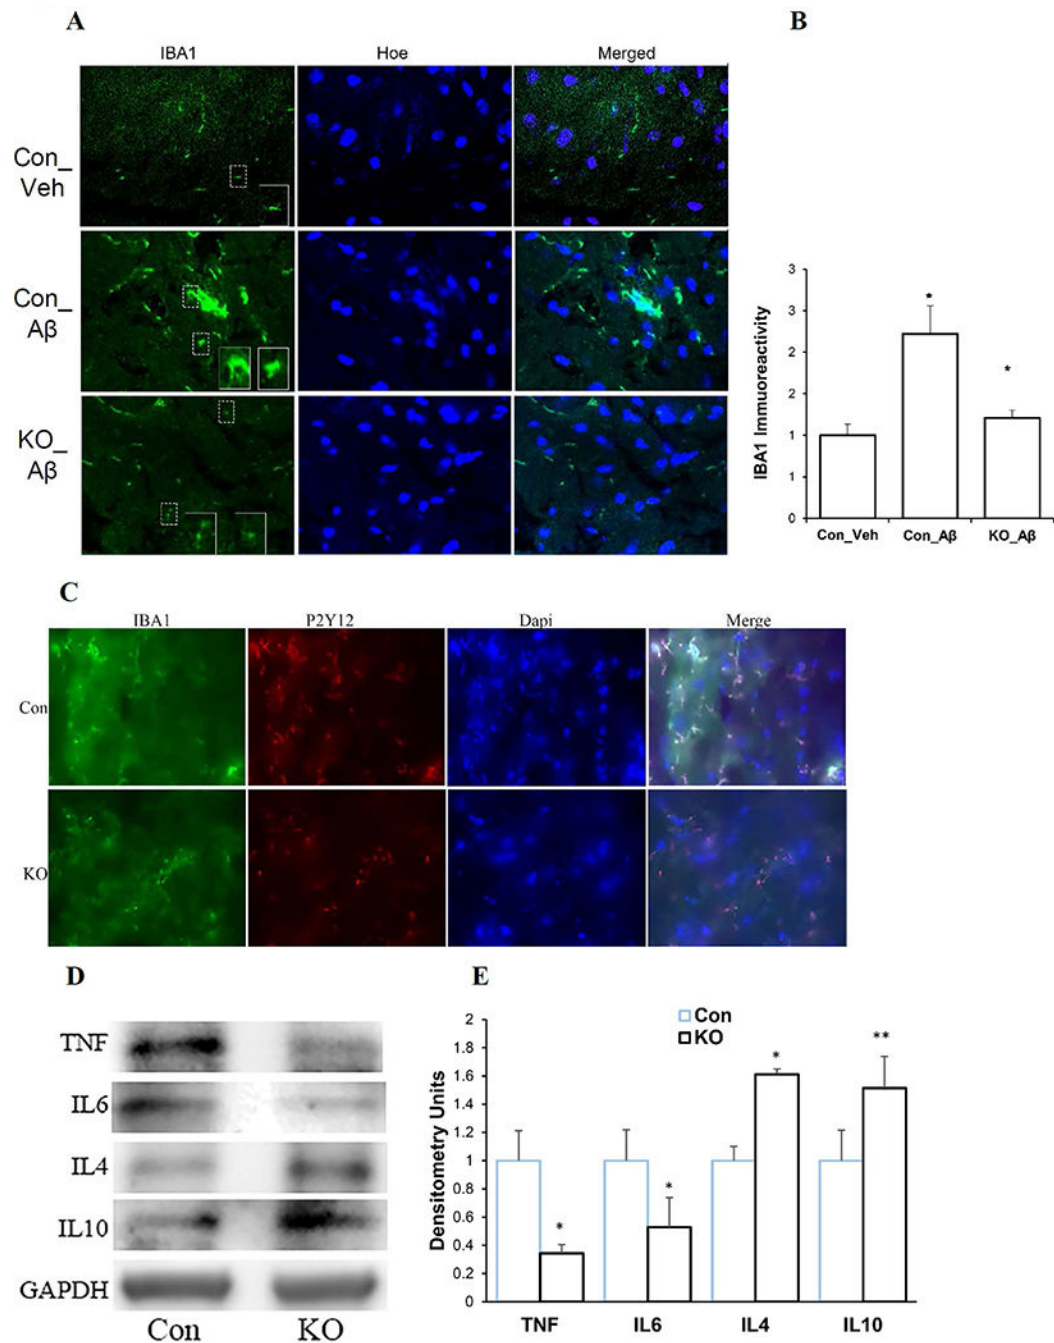 A
IBA1 Hoe Merged
Con_
Veh
Con_
Aβ
KO_
Aβ
B
IBA1 Immuoreactivity
3
3
2
2
1
1
0
Con_Veh Con_Aβ KO_Aβ
*
*
C
IBA1 P2Y12 Dapi Merge
Con
KO
D
TNF
IL6
IL4
IL10
GAPDH
Con KO
E
Con
KO
Densitometry Units
2
1.8
1.6
1.4
1.2
1
0.8
0.6
0.4
0.2
0
*
*
*
**
TNF IL6 IL4 IL10